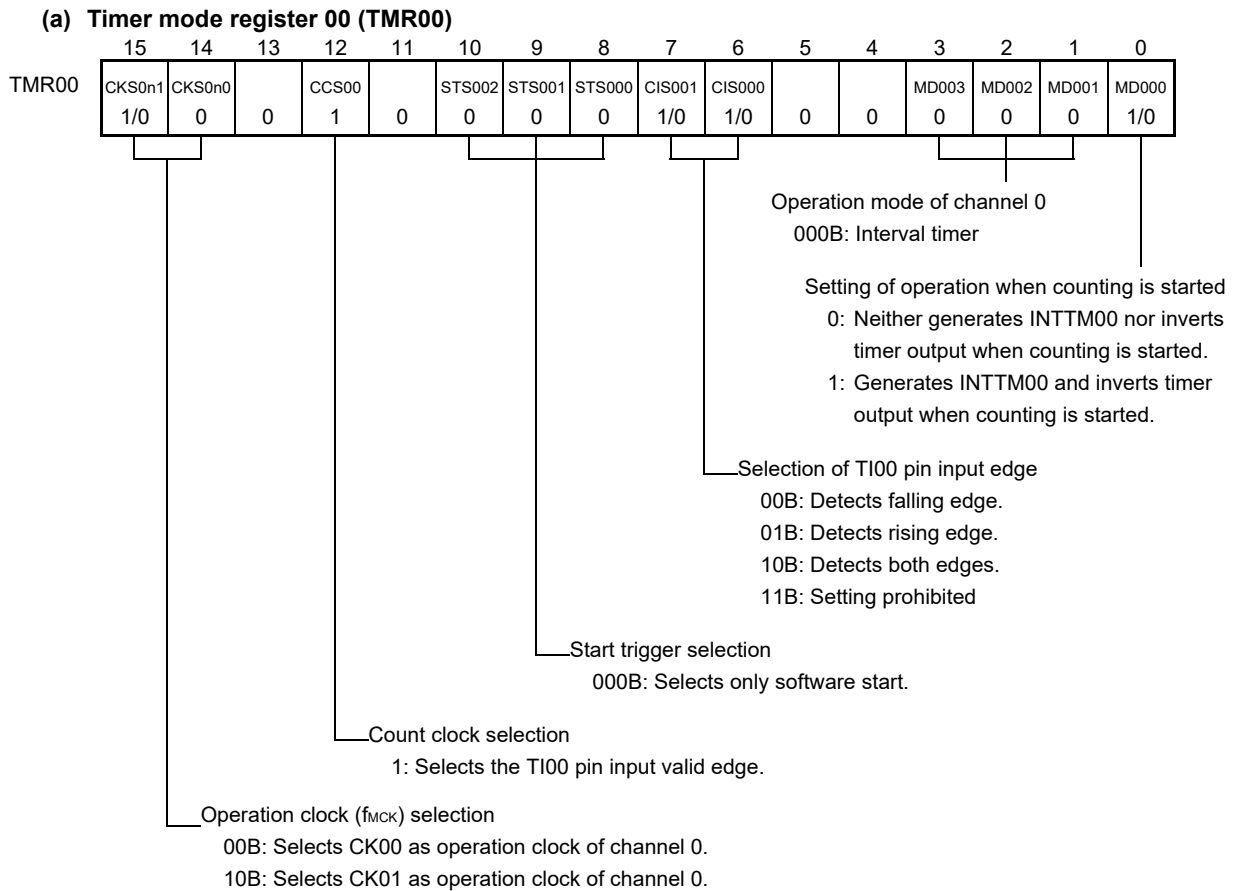 (a) Timer mode register 00 (TMR00)
15 14 13 12 11 10 9 8 7 6 5 4 3 2 1 0
TMR00 CKS0n1 CKS0n0 CCS00 STS002 STS001 STS000 CIS001 CIS000 MD003 MD002 MD001 MD000
1/0 0 0 1 0 0 0 0 1/0 1/0 0 0 0 0 0 1/0
Operation mode of channel 0
000B: Interval timer
Setting of operation when counting is started
0: Neither generates INTTM00 nor inverts
timer output when counting is started.
1: Generates INTTM00 and inverts timer
output when counting is started.
Selection of TI00 pin input edge
00B: Detects falling edge.
01B: Detects rising edge.
10B: Detects both edges.
11B: Setting prohibited
Start trigger selection
000B: Selects only software start.
Count clock selection
1: Selects the TI00 pin input valid edge.
Operation clock (fMCK) selection
00B: Selects CK00 as operation clock of channel 0.
10B: Selects CK01 as operation clock of channel 0.